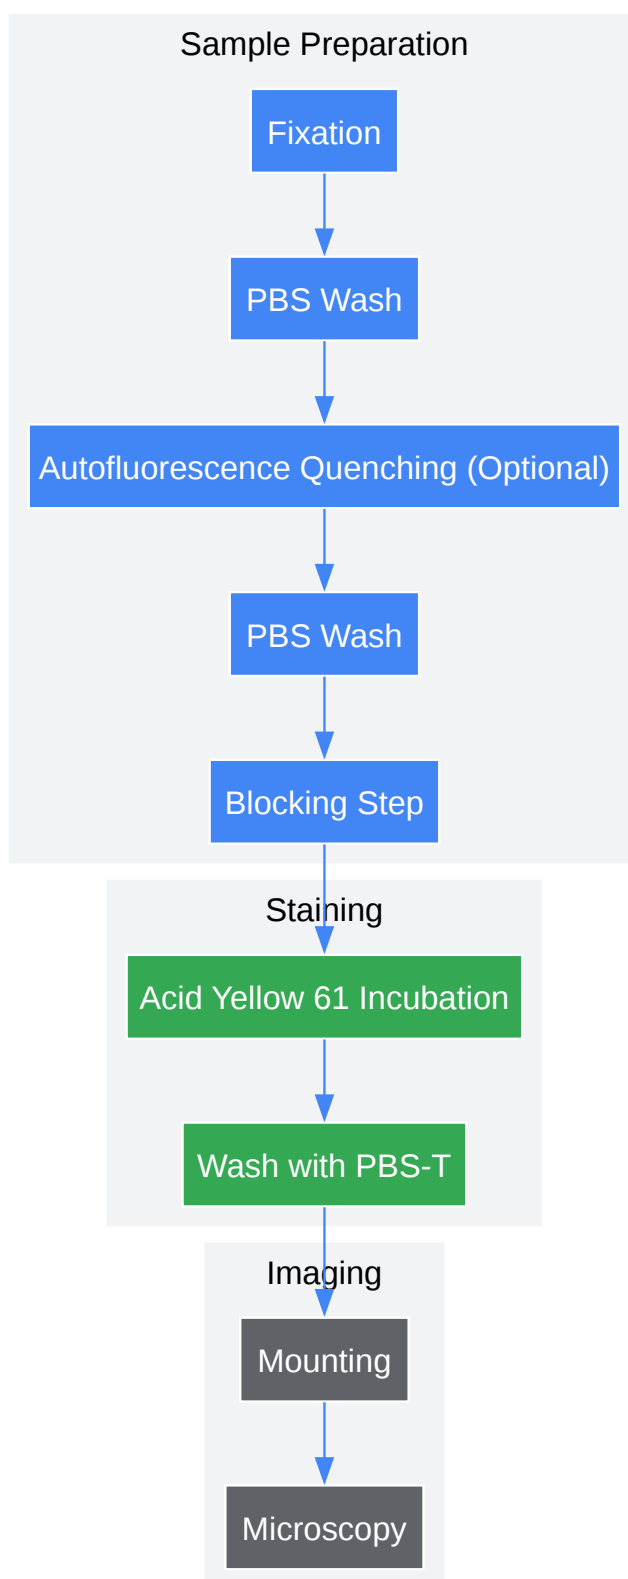 Sample Preparation
Fixation
PBS Wash
Autofluorescence Quenching (Optional)
PBS Wash
Blocking Step
Staining
Acid Yellow 61 Incubation
Wash with PBS-T
Imaging
Mounting
Microscopy